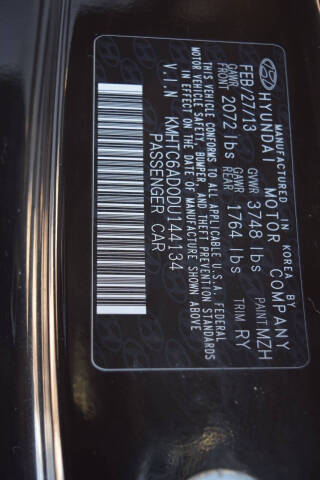 MANUFACTURED IN KOREA BY
HYUNDAI MOTOR COMPANY
FEB/27/13 GVWR 3748 lbs PAINT MZH
GAWR FRONT 2072 lbs GAWR REAR 1764 lbs TRIM RY
THIS VEHICLE CONFORMS TO ALL APPLICABLE U.S.A. FEDERAL
MOTOR VEHICLE SAFETY, BUMPER, AND THEFT PREVENTION STANDARDS
IN EFFECT ON THE DATE OF MANUFACTURE SHOWN ABOVE
V.I.N KMHTC6AD0DU144134
PASSENGER CAR